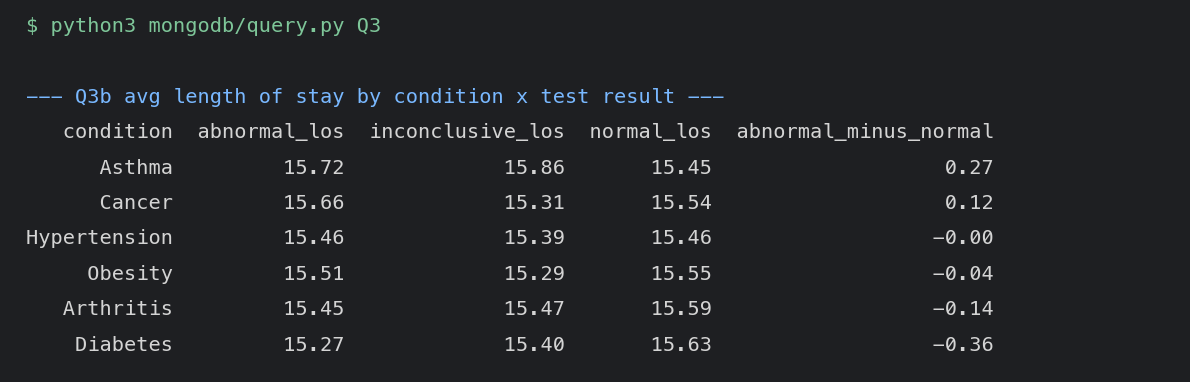 $ python3 mongodb/query.py Q3
--- Q3b avg length of stay by condition x test result ---
condition abnormal_los inconclusive_los normal_los abnormal_minus_normal
Asthma 15.72 15.86 15.45 0.27
Cancer 15.66 15.31 15.54 0.12
Hypertension 15.46 15.39 15.46 −0.00
Obesity 15.51 15.29 15.55 −0.04
Arthritis 15.45 15.47 15.59 −0.14
Diabetes 15.27 15.40 15.63 −0.36